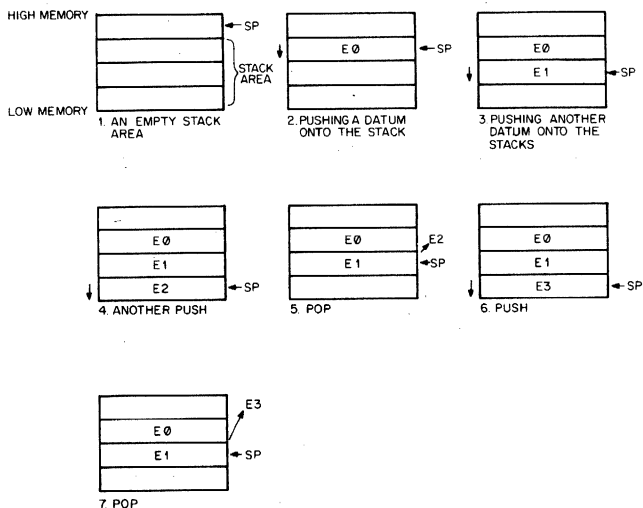 HIGH MEMORY
SP
STACK
AREA
LOW MEMORY
1. AN EMPTY STACK
AREA
EØ
SP
2. PUSHING A DATUM
ONTO THE STACK
EØ
E1
SP
3. PUSHING ANOTHER
DATUM ONTO THE
STACKS
EØ
E1
E2
SP
4. ANOTHER PUSH
EØ
E2
E1
SP
5. POP
EØ
E1
E3
SP
6. PUSH
E3
EØ
E1
SP
7. POP